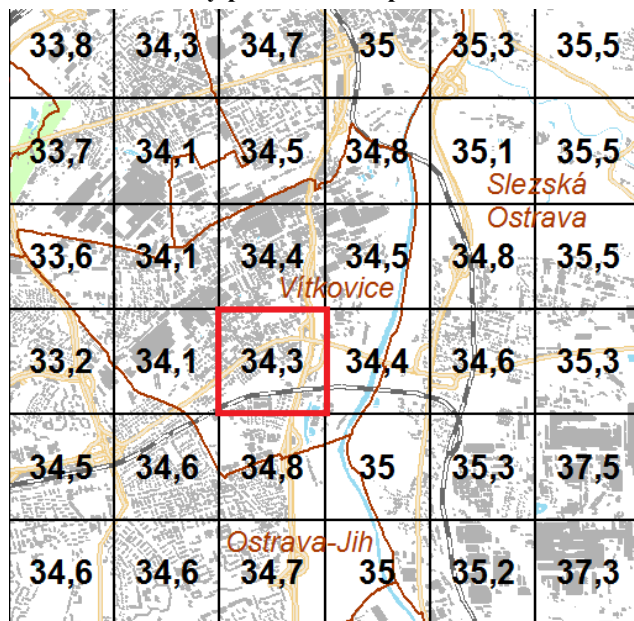 33,8 34,3 34,7 35 35,3 35,5
33,7 34,1 34,5 34,8 35,1 35,5
Slezská
Ostrava
33,6 34,1 34,4 34,5 34,8 35,5
Vítkovice
33,2 34,1 34,3 34,4 34,6 35,3
34,5 34,6 34,8 35 35,3 37,5
Ostrava-Jih
34,6 34,6 34,7 35 35,2 37,3